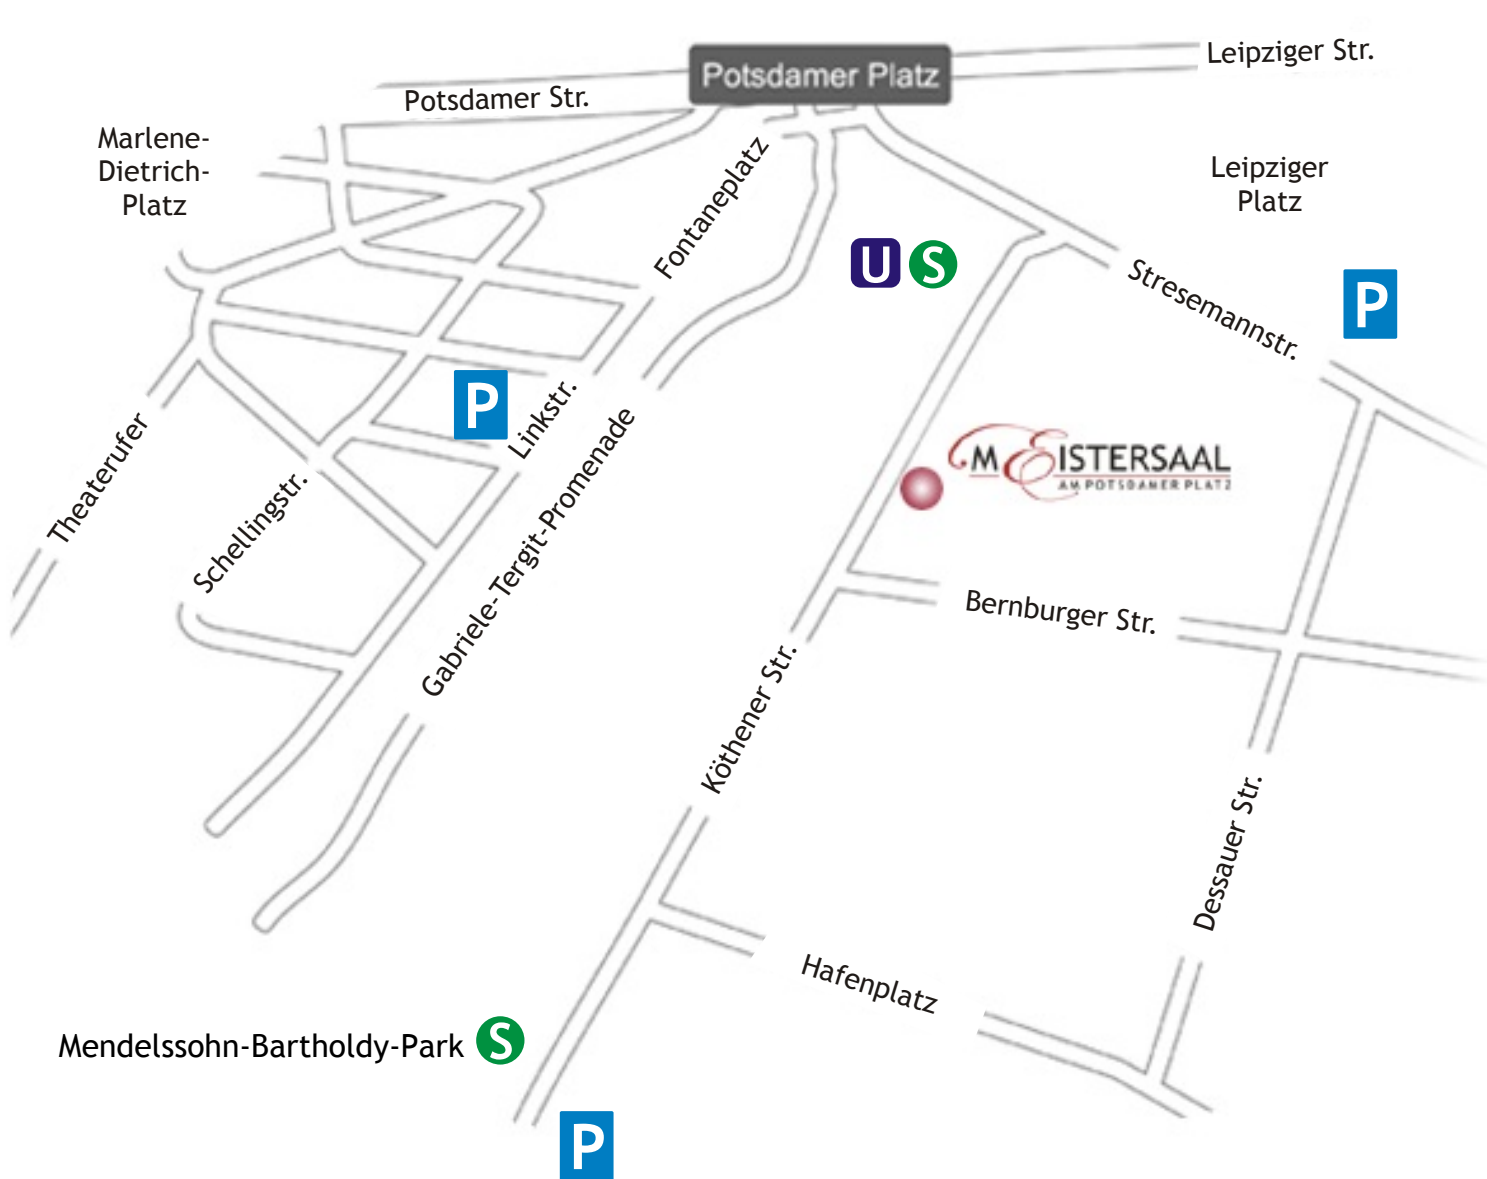 Leipziger Str.
Potsdamer Platz
Potsdamer Str.
Marlene-
Dietrich-
Platz
Leipziger
Platz
Fontaneplatz
U
S
Stresemannstr.
P
P
Linkstr.
Theaterufer
Schellingstr.
Gabriele-Tergit-Promenade
MEISTERSAAL
AM POTSDAMER PLATZ
Bernburger Str.
Köthener Str.
Dessauer Str.
Hafenplatz
Mendelssohn-Bartholdy-Park
S
P